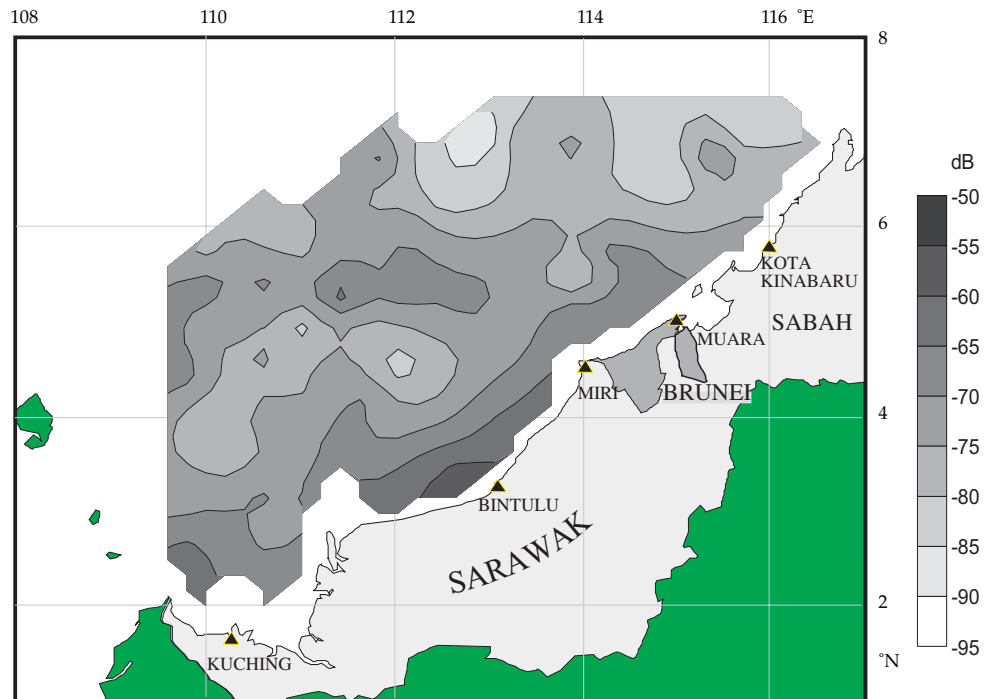 108 110 112 114 116 °E
8
dB
-50
-55
6
KOTA
KINABARU
-60
SABAH
MUARA
-65
MIRI
BRUNEI
-70
4
-75
BINTULU
-80
SARAWAK
-85
2
-90
KUCHING
°N
-95